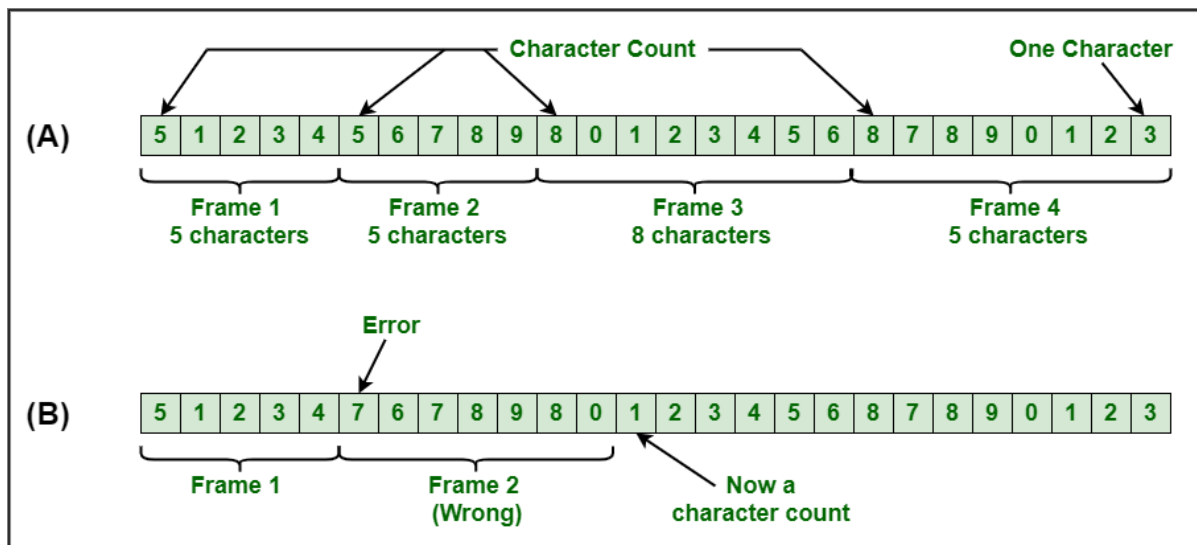 Character Count
One Character
(A)
5 1 2 3 4 5 6 7 8 9 8 0 1 2 3 4 5 6 8 7 8 9 0 1 2 3
Frame 1
5 characters
Frame 2
5 characters
Frame 3
8 characters
Frame 4
5 characters
Error
(B)
5 1 2 3 4 7 6 7 8 9 8 0 1 2 3 4 5 6 8 7 8 9 0 1 2 3
Frame 1
Frame 2
(Wrong)
Now a
character count